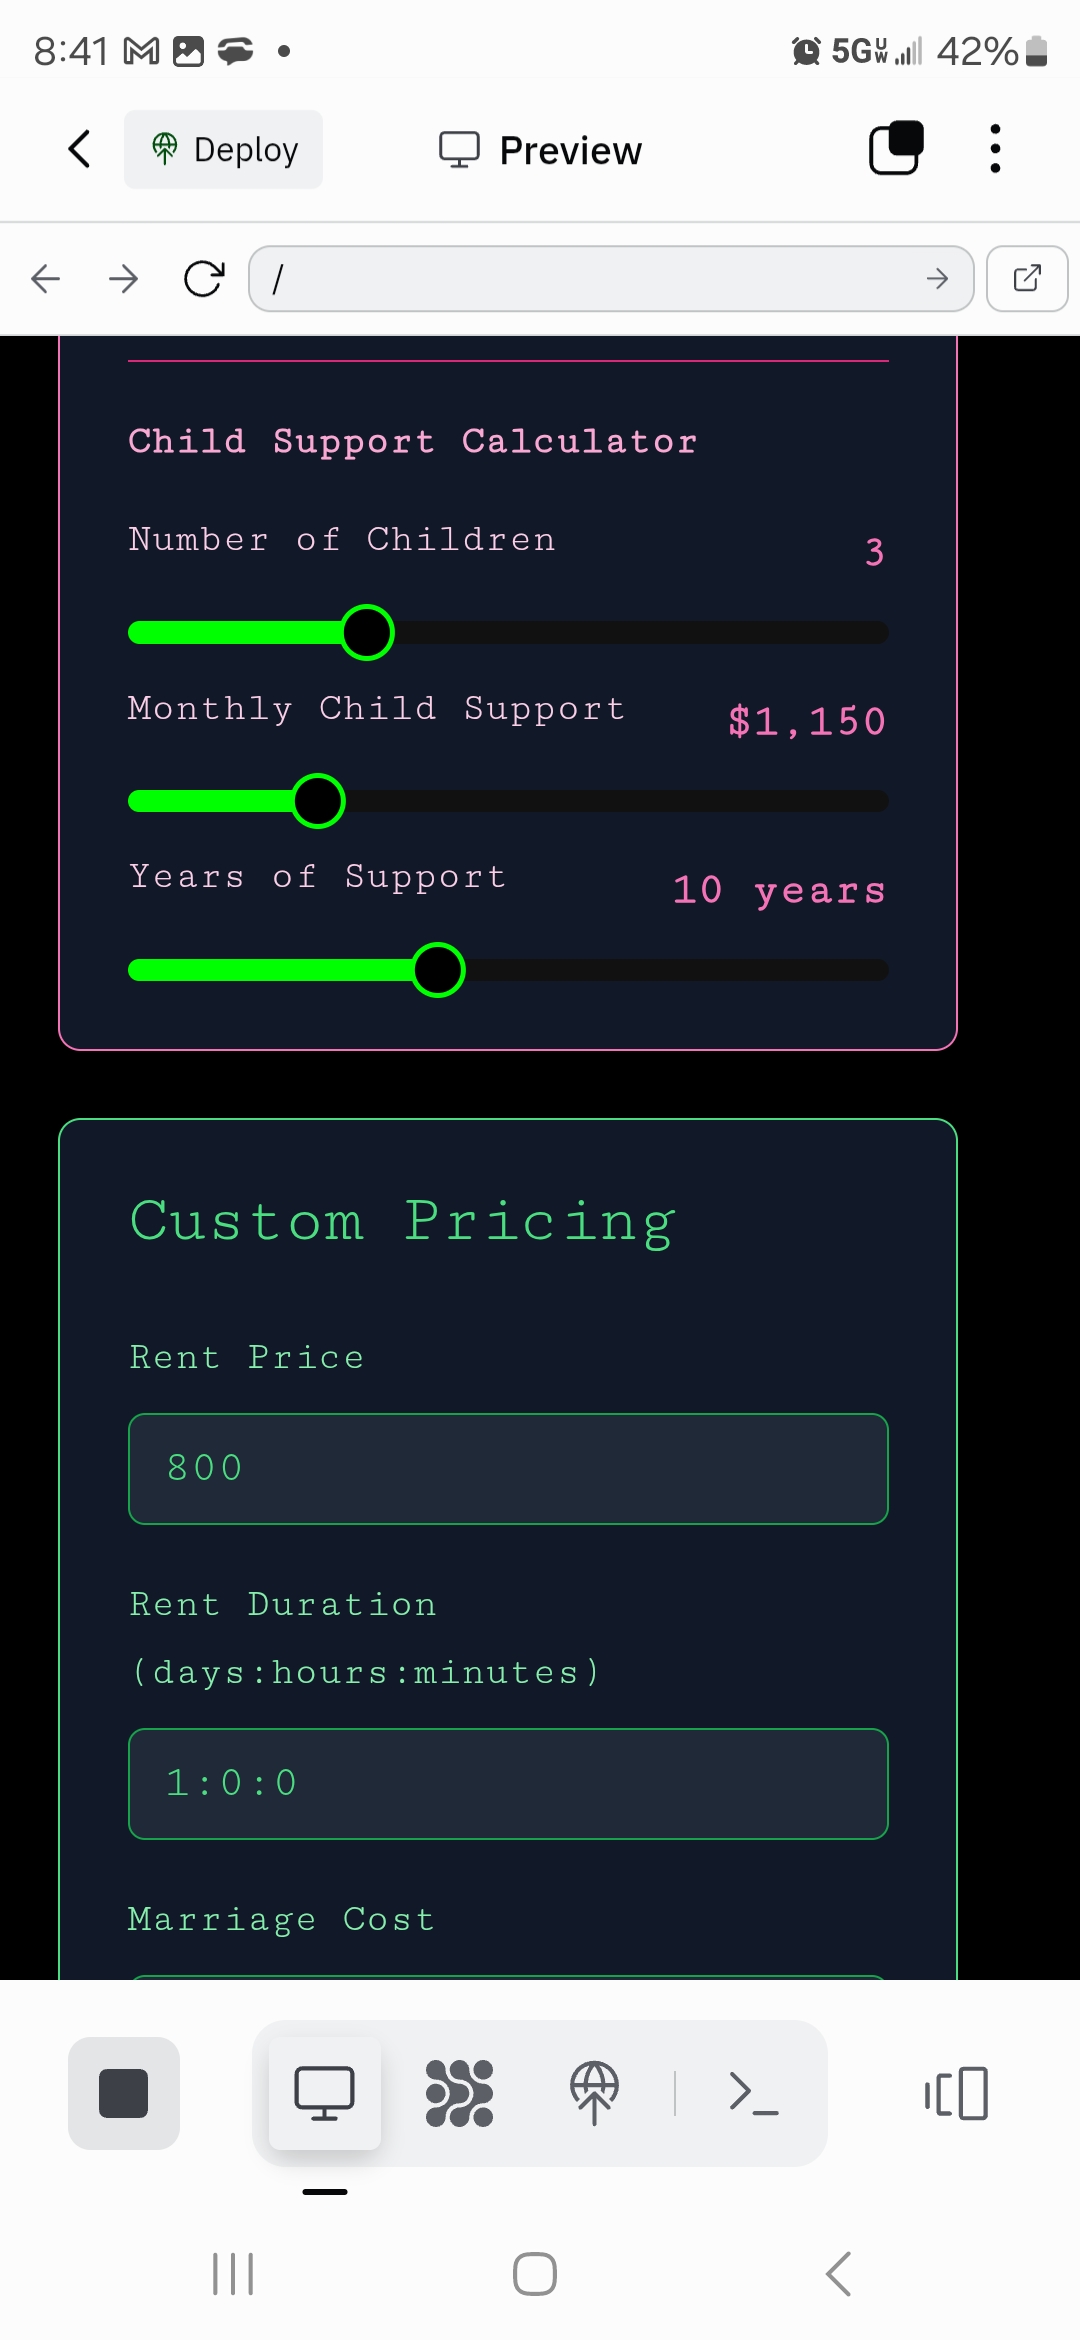 8:41
5G UW
42%
Deploy
Preview
/
Child Support Calculator
Number of Children
3
Monthly Child Support
$1,150
Years of Support
10 years
Custom Pricing
Rent Price
800
Rent Duration
(days:hours:minutes)
1:0:0
Marriage Cost